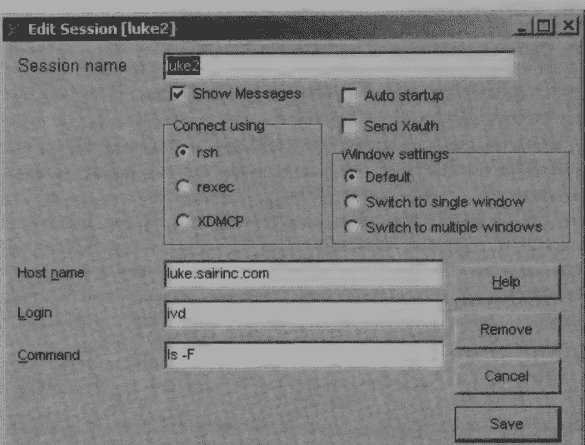 Edit Session [luke2]
Session name luke2
Show Messages
Auto startup
Connect using
Send Xauth
rsh
Window settings
Default
rexec
Switch to single window
XDMCP
Switch to multiple windows
Host name luke.sairinc.com
Help
Login ivd
Remove
Command ls -F
Cancel
Save